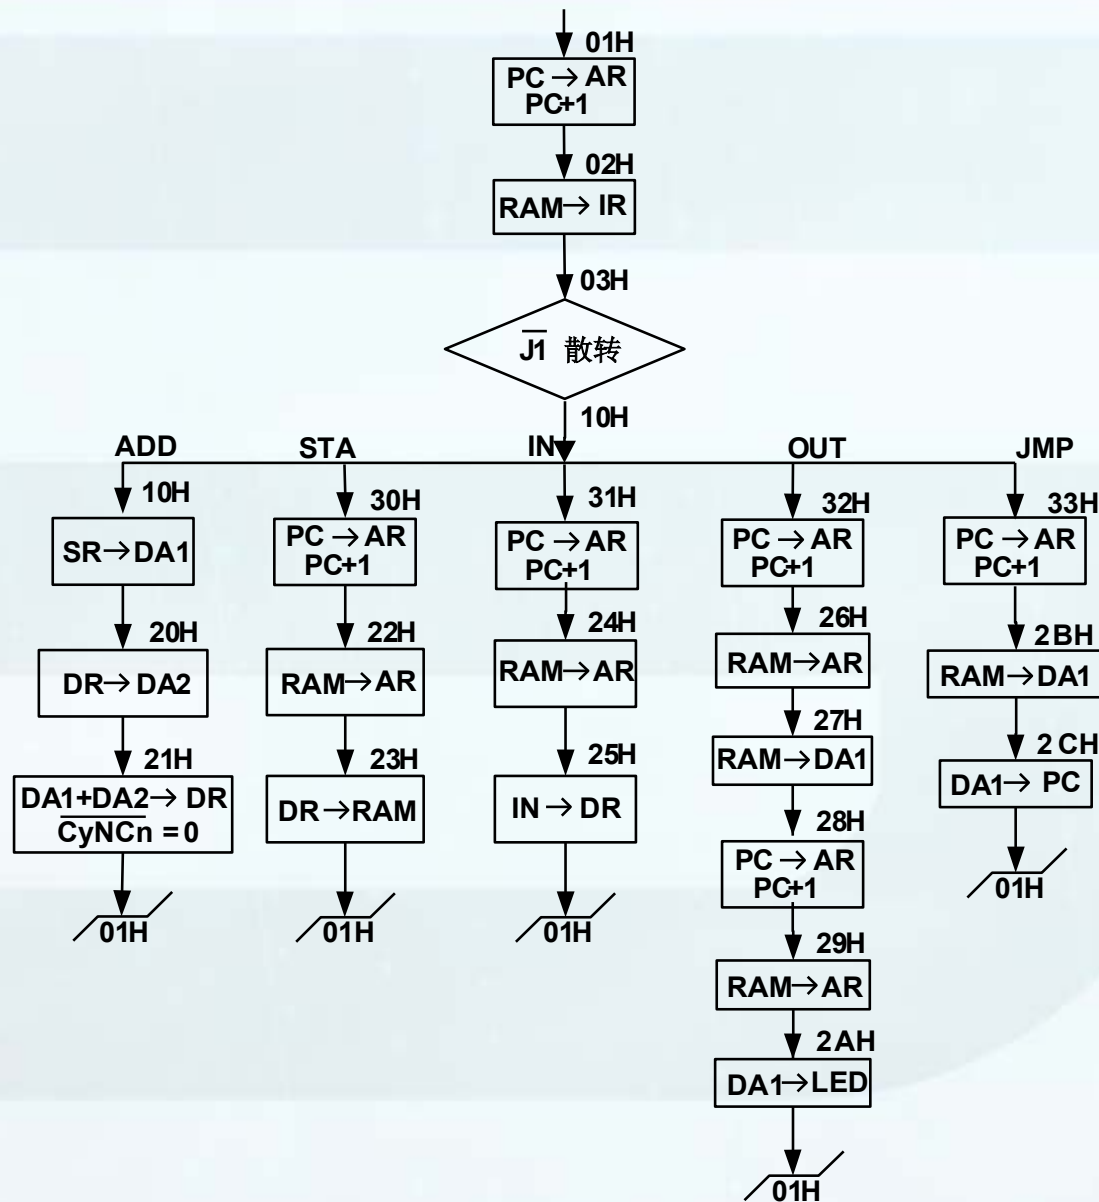 01H
PC → AR
PC+1
02H
RAM → IR
03H
J1 散转
10H
ADD
STA
IN
OUT
JMP
10H
SR → DA1
20H
DR → DA2
21H
DA1+DA2 → DR
CyNCn = 0
01H
30H
PC → AR
PC+1
22H
RAM → AR
23H
DR → RAM
01H
31H
PC → AR
PC+1
24H
RAM → AR
25H
IN → DR
01H
32H
PC → AR
PC+1
26H
RAM → AR
27H
RAM → DA1
28H
PC → AR
PC+1
29H
RAM → AR
2AH
DA1 → LED
01H
33H
PC → AR
PC+1
2BH
RAM → DA1
2CH
DA1 → PC
01H